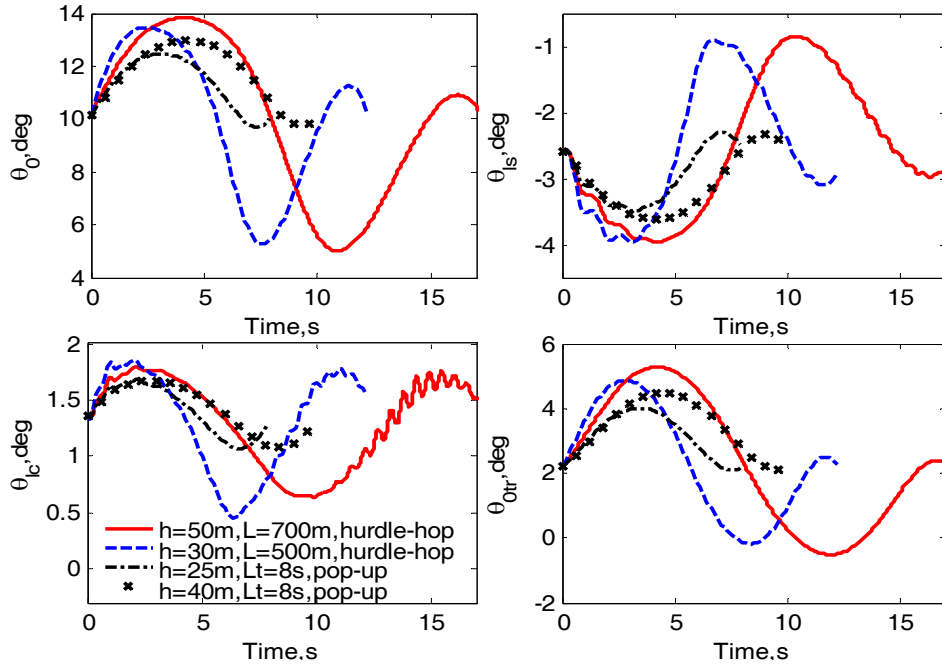 14
12
10
8
6
4
θ0,deg
0 5 10 15
Time,s
-1
-2
-3
-4
θls,deg
0 5 10 15
Time,s
2
1.5
1
0.5
0
θlc,deg
h=50m,L=700m,hurdle-hop
h=30m,L=500m,hurdle-hop
h=25m,Lt=8s,pop-up
h=40m,Lt=8s,pop-up
0 5 10 15
Time,s
6
4
2
0
-2
θ0tr,deg
0 5 10 15
Time,s